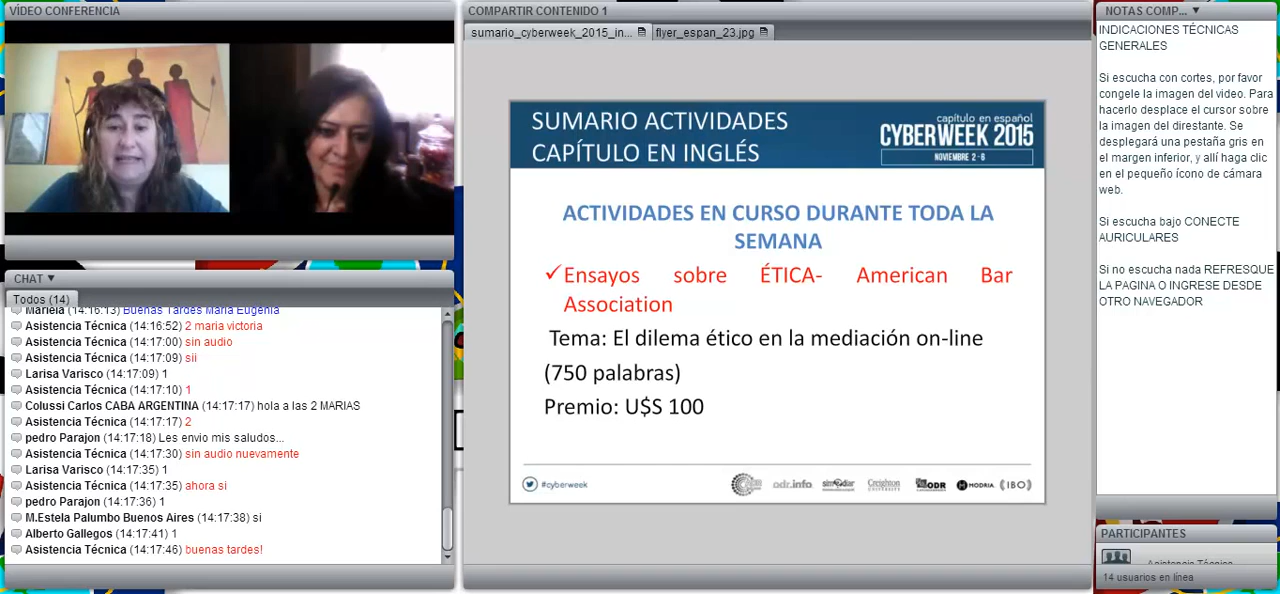 VÍDEO CONFERENCIA
CHAT
Todos (14)
Mariela (14:16:13) Buenas Tardes Maria Eugenia
Asistencia Técnica (14:16:52) 2 maria victoria
Asistencia Técnica (14:17:00) sin audio
Asistencia Técnica (14:17:09) sii
Larisa Varisco (14:17:09) 1
Asistencia Técnica (14:17:10) 1
Colussi Carlos CABA ARGENTINA (14:17:17) hola a las 2 MARIAS
Asistencia Técnica (14:17:17) 2
pedro Parajon (14:17:18) Les envio mis saludos...
Asistencia Técnica (14:17:30) sin audio nuevamente
Larisa Varisco (14:17:35) 1
Asistencia Técnica (14:17:35) ahora si
pedro Parajon (14:17:36) 1
M.Estela Palumbo Buenos Aires (14:17:38) si
Alberto Gallegos (14:17:41) 1
Asistencia Técnica (14:17:46) buenas tardes!
COMPARTIR CONTENIDO 1
sumario_cyberweek_2015_in... flyer_espan_23.jpg
SUMARIO ACTIVIDADES
CAPÍTULO EN INGLÉS
capítulo en español
CYBERWEEK 2015
NOVIEMBRE 2-6
ACTIVIDADES EN CURSO DURANTE TODA LA
SEMANA
✓Ensayos sobre ÉTICA- American Bar
Association
Tema: El dilema ético en la mediación on-line
(750 palabras)
Premio: U$S 100
#cyberweek
odr.info simediar Creighton UNIVERSITY ODR MODRIA (IBO)
NOTAS COMP...
INDICACIONES TÉCNICAS
GENERALES
Si escucha con cortes, por favor
congele la imagen del video. Para
hacerlo desplace el cursor sobre
la imagen del direstante. Se
desplegará una pestaña gris en
el margen inferior, y allí haga clic
en el pequeño ícono de cámara
web.
Si escucha bajo CONECTE
AURICULARES
Si no escucha nada REFRESQUE
LA PAGINA O INGRESE DESDE
OTRO NAVEGADOR
PARTICIPANTES
Asistencia Técnica
14 usuarios en línea